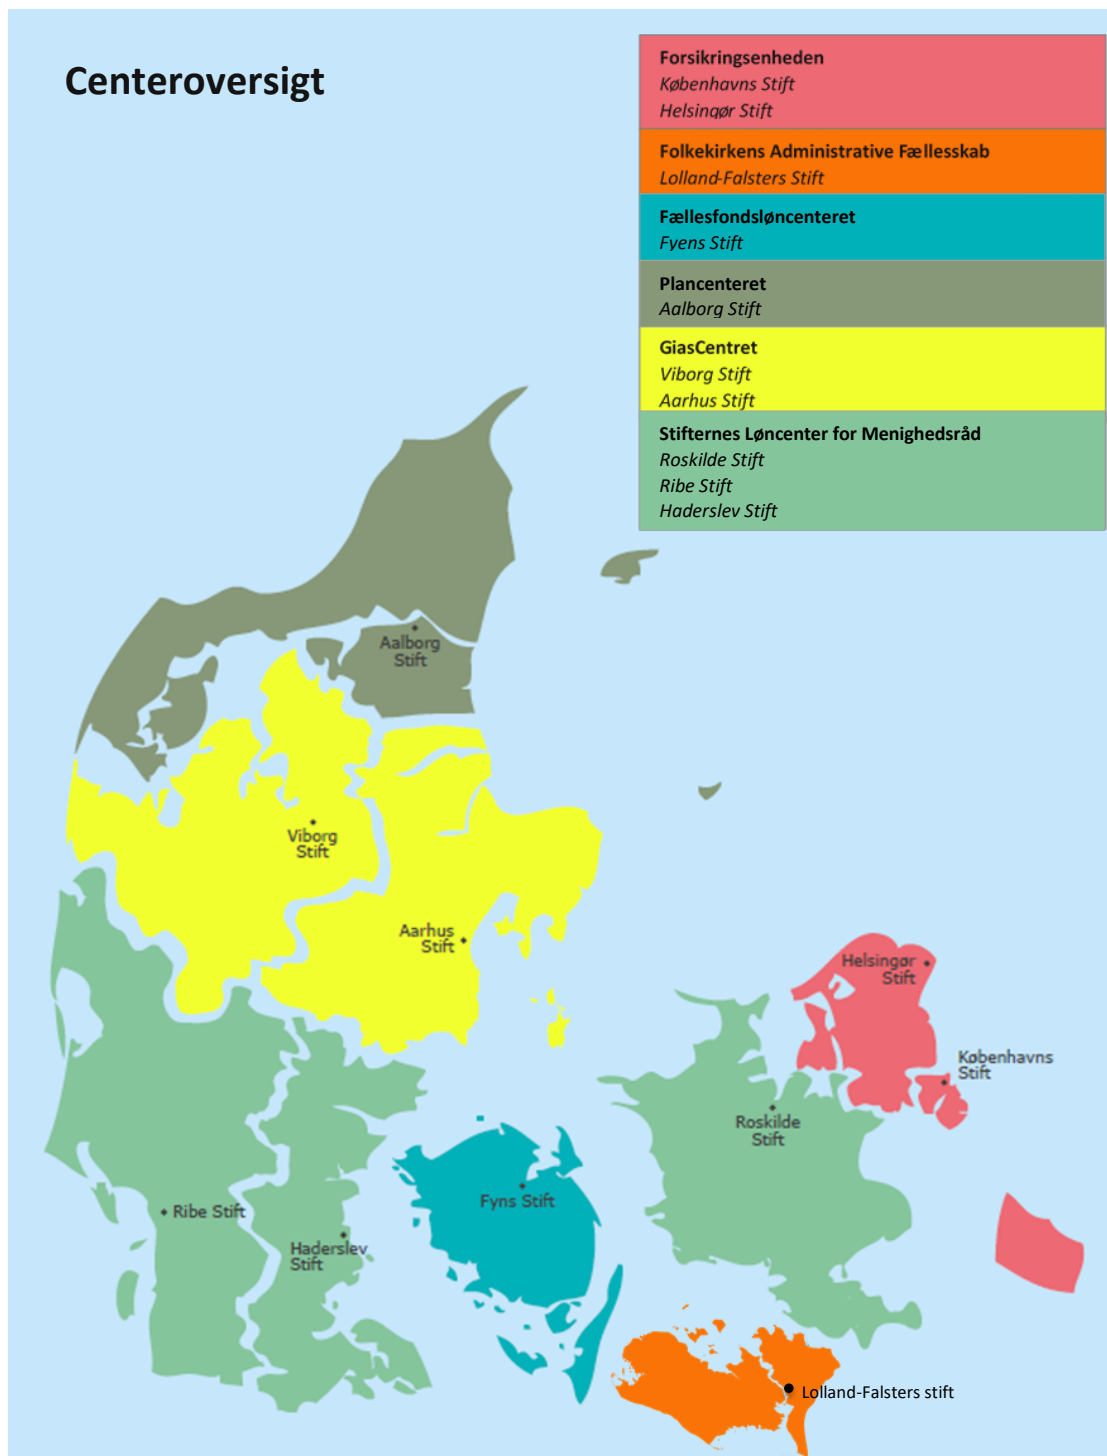 Centeroversigt
Forsikringsenheden
Københavns Stift
Helsingør Stift
Folkekirkens Administrative Fællesskab
Lolland-Falsters Stift
Fællesfondsløncenteret
Fyens Stift
Plancenteret
Aalborg Stift
GiasCentret
Viborg Stift
Aarhus Stift
Stifternes Løncenter for Menighedsråd
Roskilde Stift
Ribe Stift
Haderslev Stift
Aalborg
Stift
Viborg
Stift
Aarhus
Stift
Helsingør
Stift
Københavns
Stift
Roskilde
Stift
Fyns Stift
Ribe Stift
Haderslev
Stift
Lolland-Falsters stift